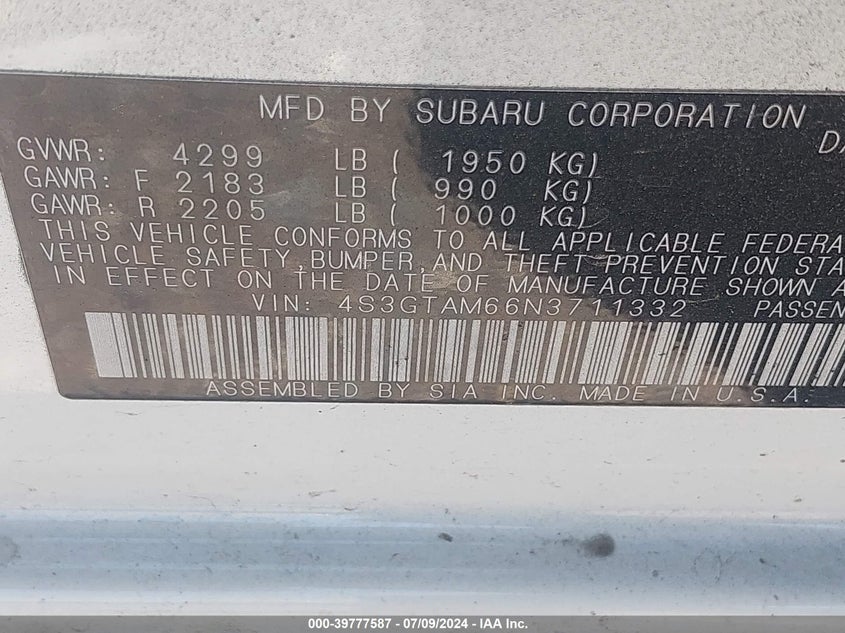 MFD BY SUBARU CORPORATION
GVWR: 4299 LB ( 1950 KG)
GAWR: F 2183 LB ( 990 KG)
GAWR: R 2205 LB ( 1000 KG)
THIS VEHICLE CONFORMS TO ALL APPLICABLE FEDERA
VEHICLE SAFETY, BUMPER, AND THEFT PREVENTION STA
IN EFFECT ON THE DATE OF MANUFACTURE SHOWN A
VIN: 4S3GTAM66N3711332 PASSEN
ASSEMBLED BY SIA INC. MADE IN U.S.A.
000-39777587 - 07/09/2024 - IAA Inc.